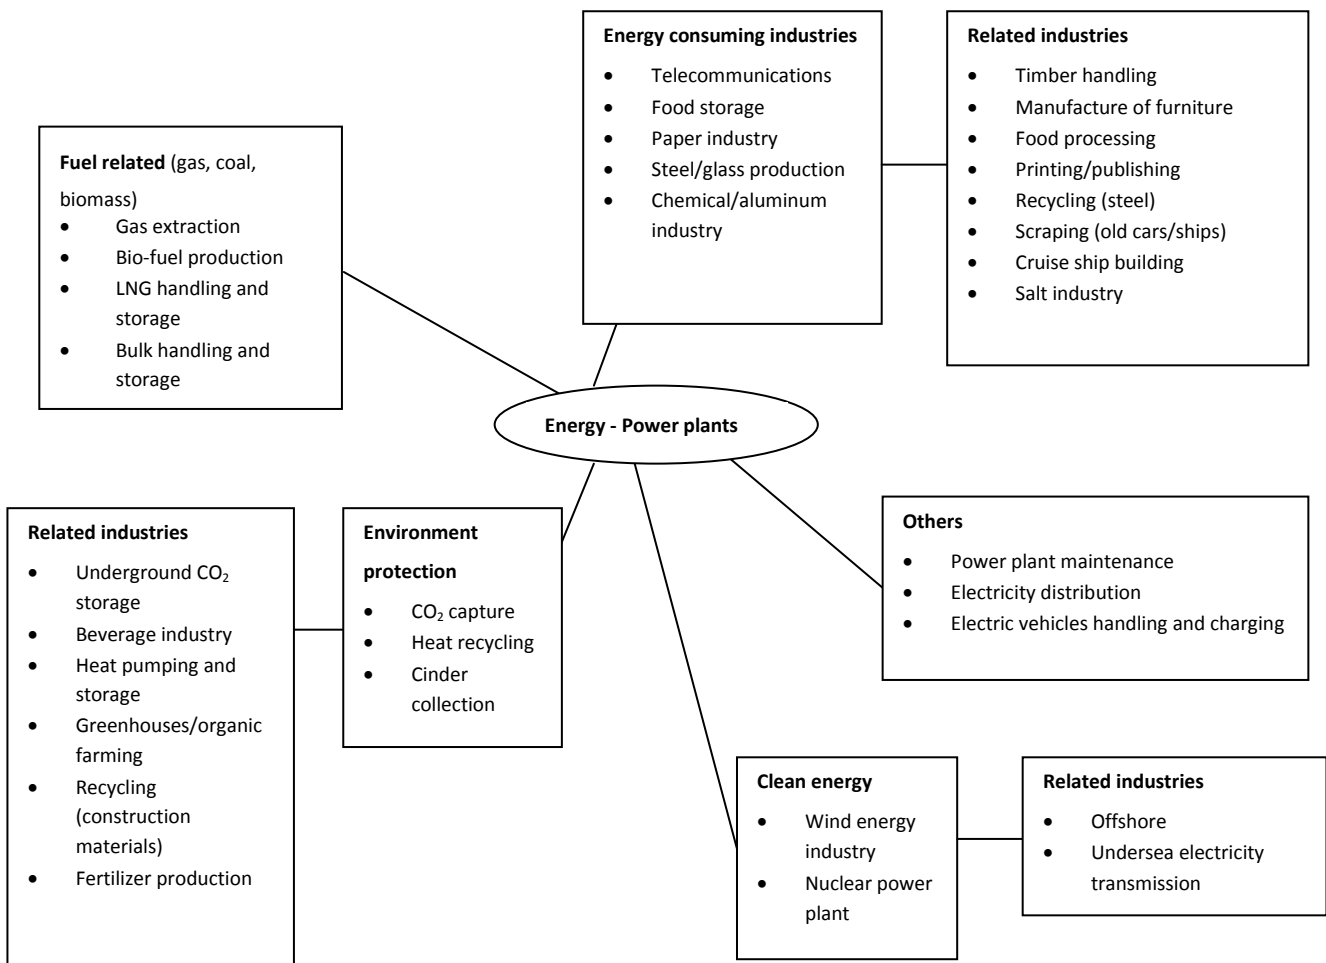 Energy consuming industries
• Telecommunications
• Food storage
• Paper industry
• Steel/glass production
• Chemical/aluminum
industry
Related industries
• Timber handling
• Manufacture of furniture
• Food processing
• Printing/publishing
• Recycling (steel)
• Scraping (old cars/ships)
• Cruise ship building
• Salt industry
Fuel related (gas, coal,
biomass)
• Gas extraction
• Bio-fuel production
• LNG handling and
storage
• Bulk handling and
storage
Energy - Power plants
Related industries
• Underground CO₂
storage
• Beverage industry
• Heat pumping and
storage
• Greenhouses/organic
farming
• Recycling
(construction
materials)
• Fertilizer production
Environment
protection
• CO₂ capture
• Heat recycling
• Cinder
collection
Others
• Power plant maintenance
• Electricity distribution
• Electric vehicles handling and charging
Clean energy
• Wind energy
industry
• Nuclear power
plant
Related industries
• Offshore
• Undersea electricity
transmission